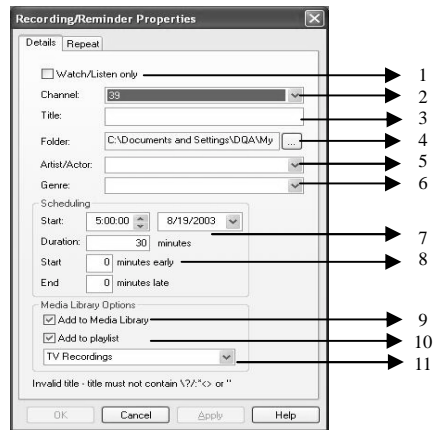 Recording/Reminder Properties
Details Repeat
Watch/Listen only 1
Channel: 39 2
Title: 3
Folder: C:\Documents and Settings\DQA\My ... 4
Artist/Actor: 5
Genre: 6
Scheduling
Start: 5:00:00 8/19/2003
Duration: 30 minutes 7
Start 0 minutes early 8
End 0 minutes late
Media Library Options
Add to Media Library 9
Add to playlist 10
TV Recordings 11
Invalid title - title must not contain \?/:"<> or "
OK Cancel Apply Help